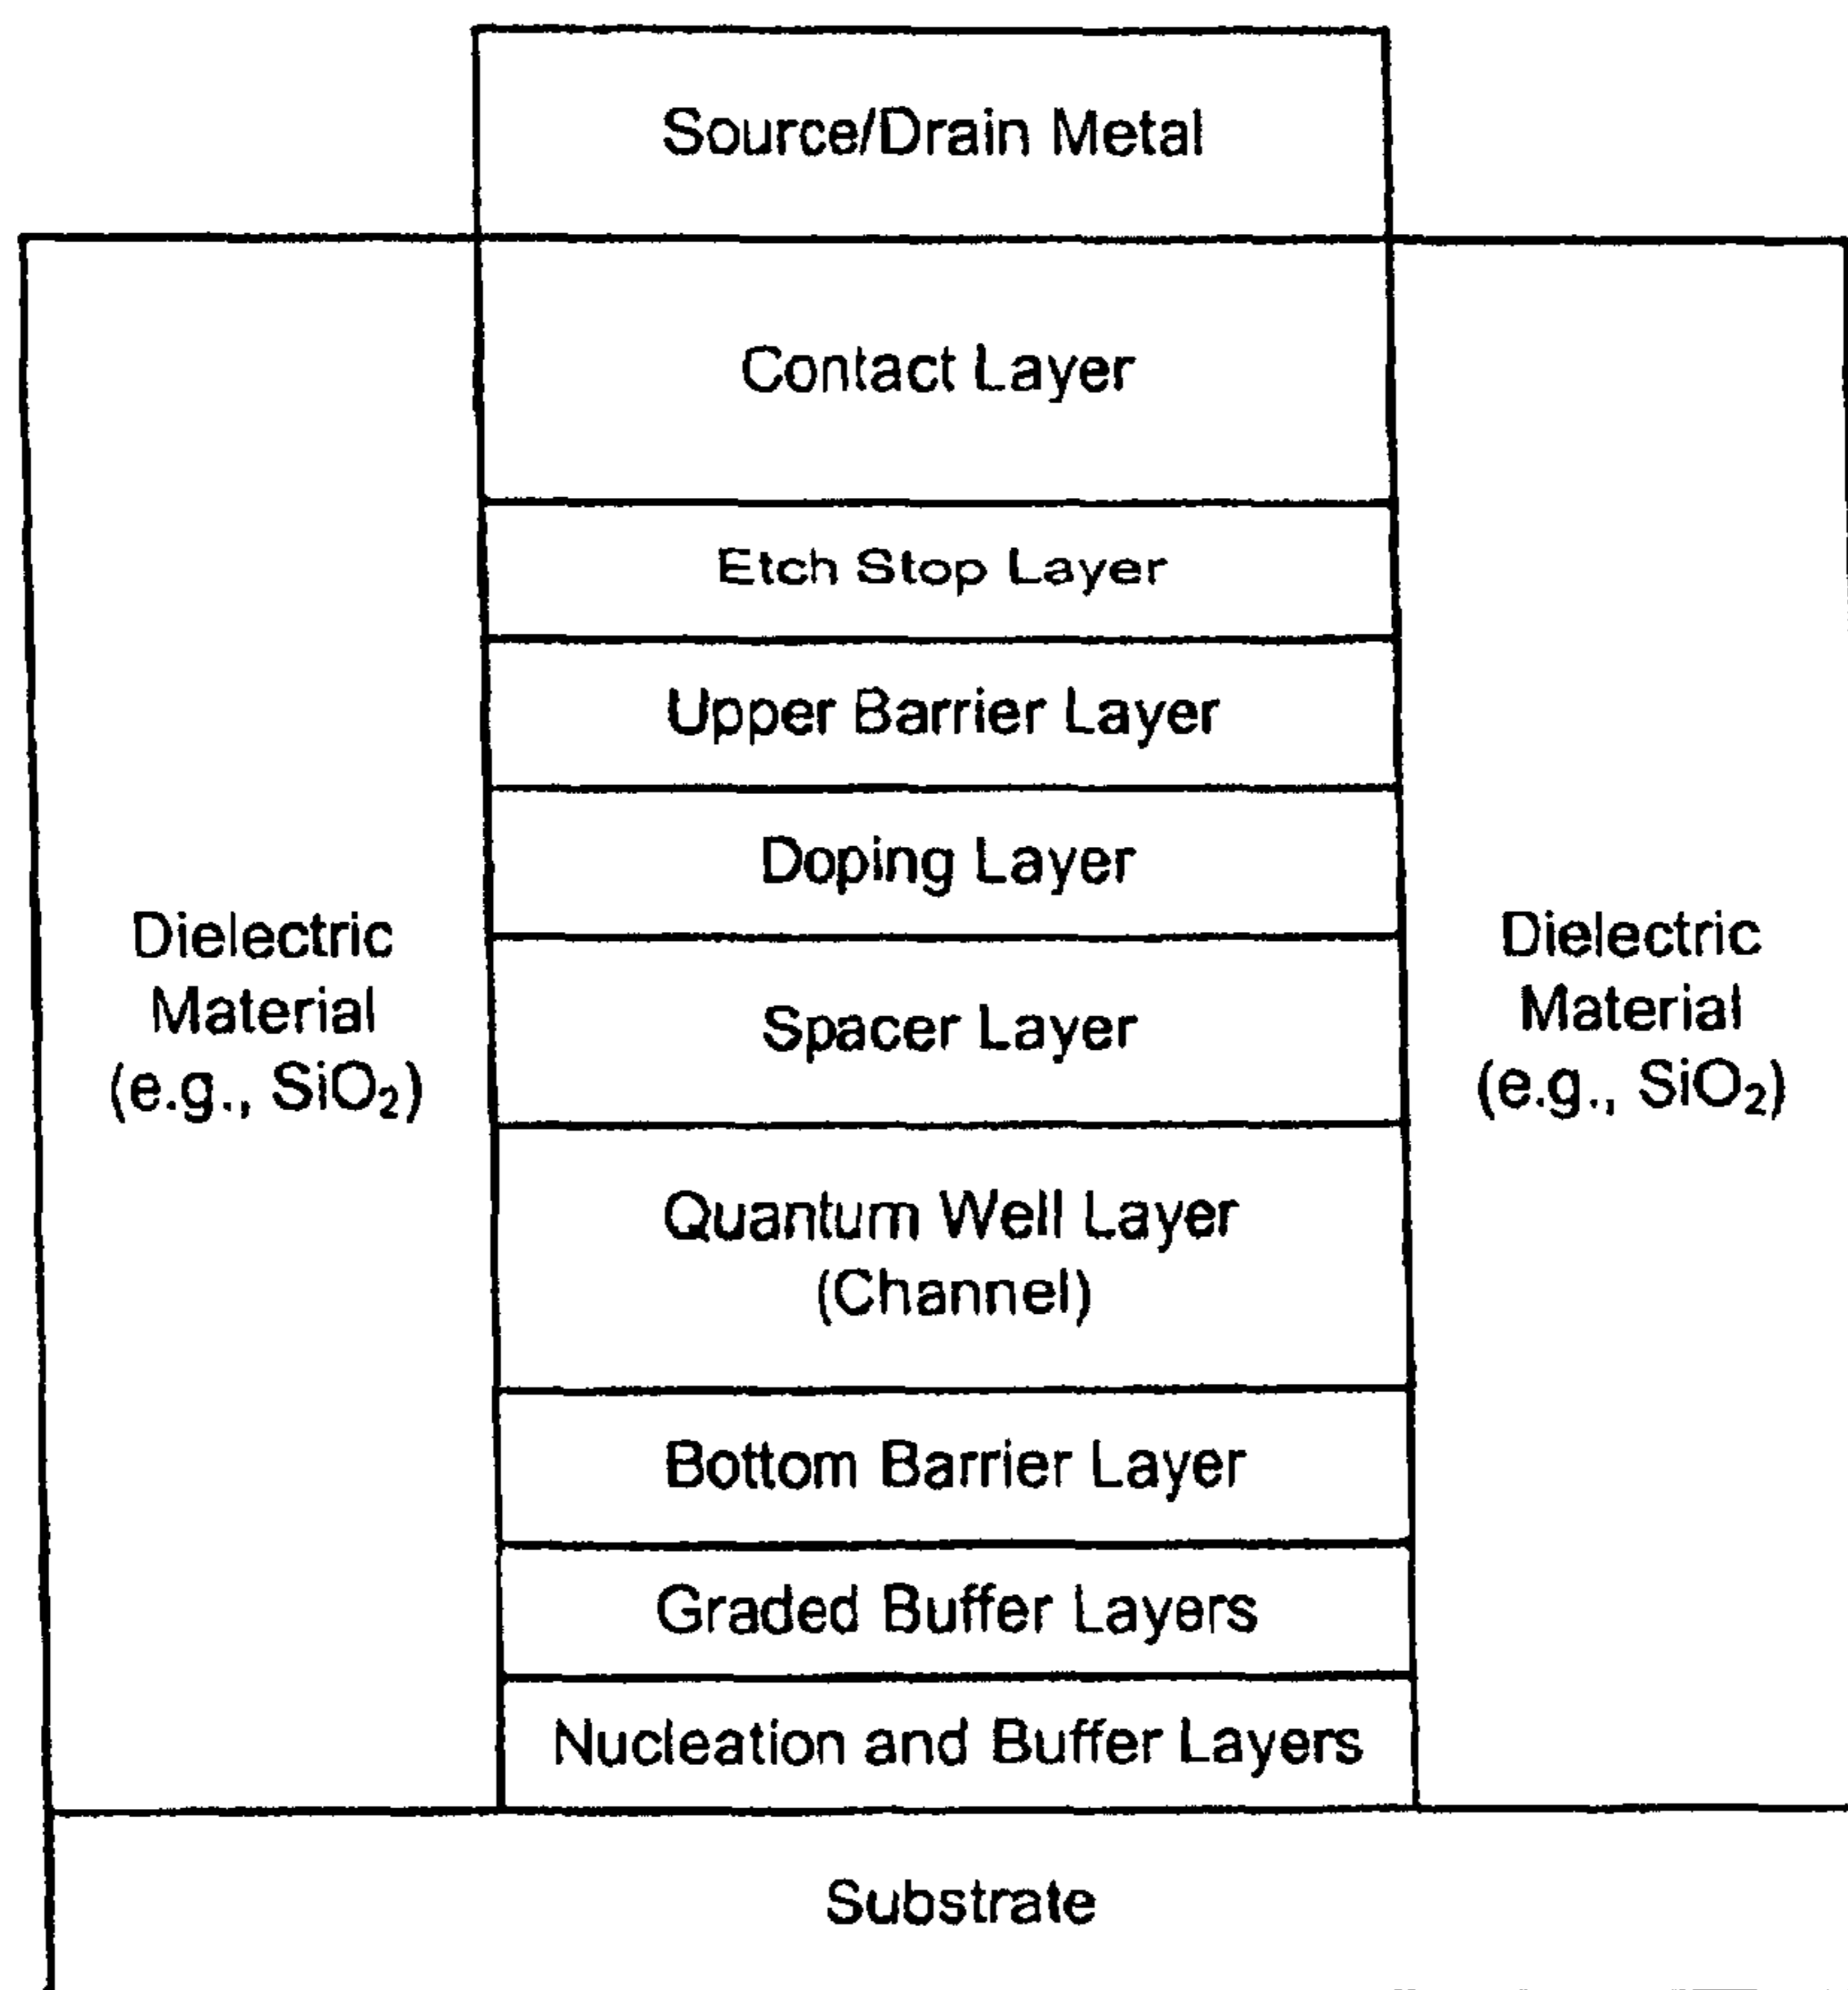 Source/Drain Metal
Contact Layer
Etch Stop Layer
Upper Barrier Layer
Doping Layer
Dielectric
Material
(e.g., SiO₂)
Spacer Layer
Dielectric
Material
(e.g., SiO₂)
Quantum Well Layer
(Channel)
Bottom Barrier Layer
Graded Buffer Layers
Nucleation and Buffer Layers
Substrate